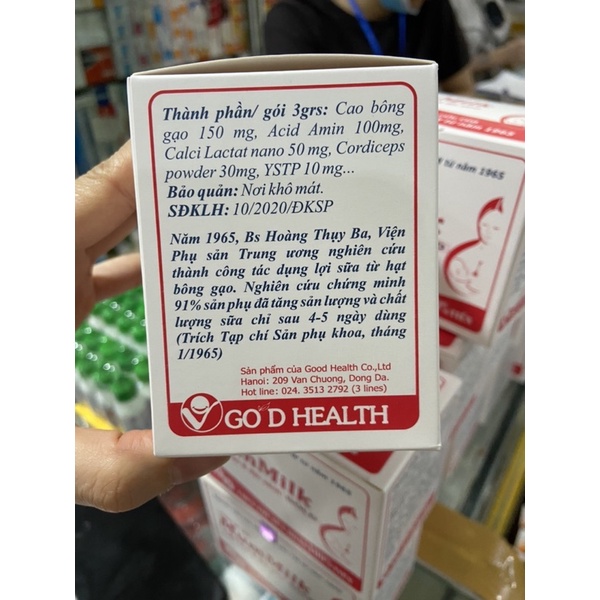 Thành phần/ gói 3grs: Cao bông
gạo 150 mg, Acid Amin 100mg,
Calci Lactat nano 50 mg, Cordiceps
powder 30mg, YSTP 10 mg...
Bảo quản: Nơi khô mát.
SĐKLH: 10/2020/ĐKSP
Năm 1965, Bs Hoàng Thụy Ba, Viện
Phụ sản Trung ương nghiên cứu
thành công tác dụng lợi sữa từ hạt
bông gạo. Nghiên cứu chứng minh
91% sản phụ đã tăng sản lượng và chất
lượng sữa chỉ sau 4-5 ngày dùng
(Trích Tạp chí Sản phụ khoa, tháng
1/1965)
Sản phẩm của Good Health Co.,Ltd
Hanoi: 209 Van Chuong, Dong Da.
Hot line: 024. 3513 2792 (3 lines)
GO D HEALTH
từ năm 1965
Milk